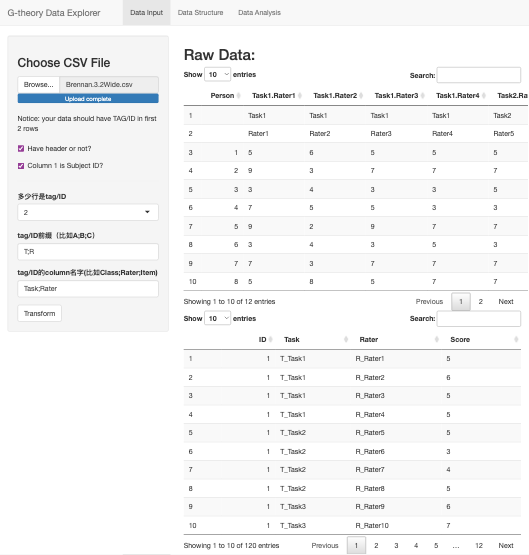 G-theory Data Explorer Data Input Data Structure Data Analysis
Choose CSV File
Browse... Brennan.3.2Wide.csv
Upload complete
Notice: your data should have TAG/ID in first
2 rows
Have header or not?
Column 1 is Subject ID?
多少行是tag/ID
2
tag/ID前缀（比如A;B;C）
T;R
tag/ID的column名字(比如Class;Rater;Item)
Task;Rater
Transform
Raw Data:
Show 10 entries Search:
Person Task1.Rater1 Task1.Rater2 Task1.Rater3 Task1.Rater4 Task2.Ra
1 Task1 Task1 Task1 Task1 Task2
2 Rater1 Rater2 Rater3 Rater4 Rater5
3 1 5 6 5 5 5
4 2 9 3 7 7 7
5 3 3 4 3 3 5
6 4 7 5 5 3 3
7 5 9 2 9 7 7
8 6 3 4 3 5 3
9 7 7 3 7 7 7
10 8 5 8 5 7 7
Showing 1 to 10 of 12 entries Previous 1 2 Next
Show 10 entries Search:
ID Task Rater Score
1 1 T_Task1 R_Rater1 5
2 1 T_Task1 R_Rater2 6
3 1 T_Task1 R_Rater3 5
4 1 T_Task1 R_Rater4 5
5 1 T_Task2 R_Rater5 5
6 1 T_Task2 R_Rater6 3
7 1 T_Task2 R_Rater7 4
8 1 T_Task2 R_Rater8 5
9 1 T_Task3 R_Rater9 6
10 1 T_Task3 R_Rater10 7
Showing 1 to 10 of 120 entries Previous 1 2 3 4 5 ... 12 Next